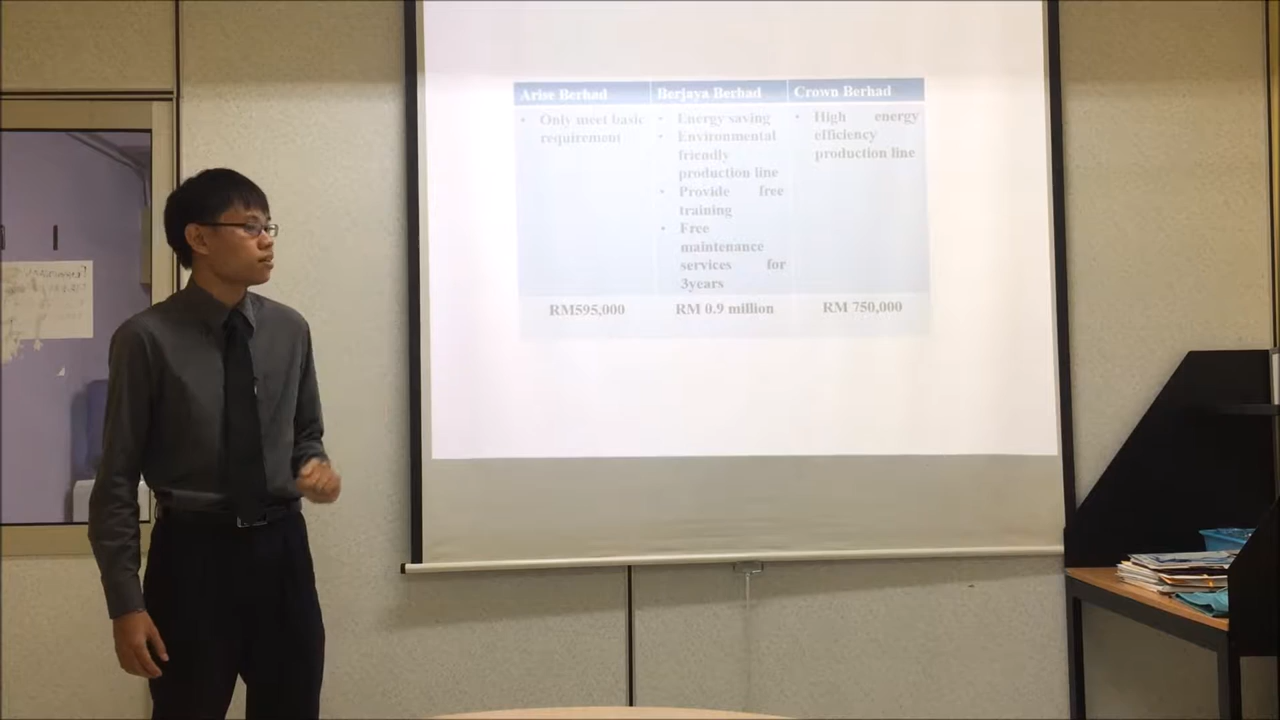 Arise Berhad
Berjaya Berhad
Crown Berhad
• Only meet basic
requirement
• Energy saving
• Environmental
friendly
production line
• Provide free
training
• Free
maintenance
services for
3years
• High energy
efficiency
production line
RM595,000
RM 0.9 million
RM 750,000